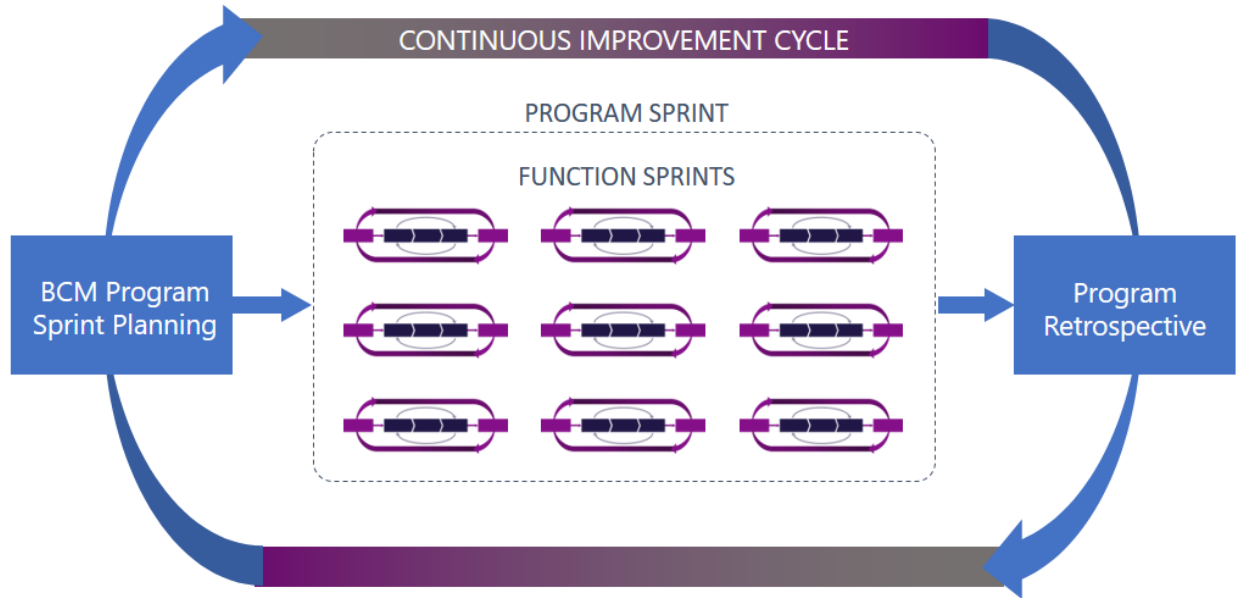 CONTINUOUS IMPROVEMENT CYCLE
PROGRAM SPRINT
FUNCTION SPRINTS
BCM Program
Sprint Planning
Program
Retrospective